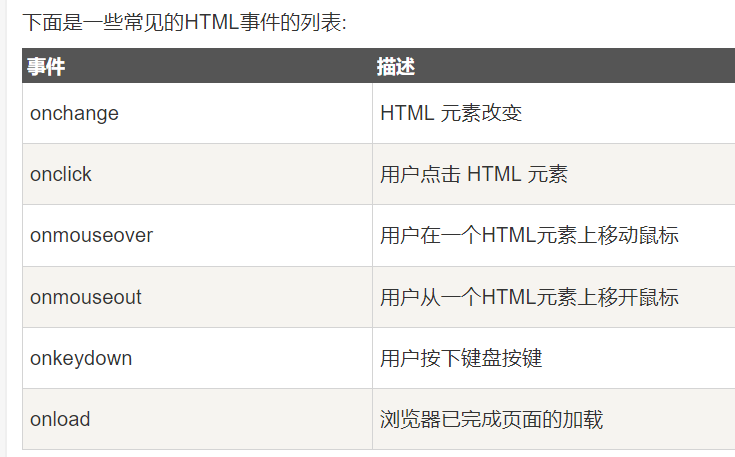 下面是一些常见的HTML事件的列表:
事件 描述
onchange HTML 元素改变
onclick 用户点击 HTML 元素
onmouseover 用户在一个HTML元素上移动鼠标
onmouseout 用户从一个HTML元素上移开鼠标
onkeydown 用户按下键盘按键
onload 浏览器已完成页面的加载